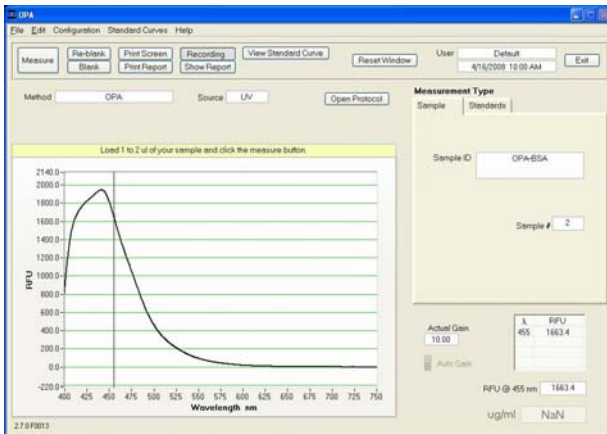 OPA
File Edit Configuration Standard Curves Help
Measure Re-blank Print Screen Recording View Standard Curve Reset Window User Default Exit
Blank Print Report Show Report 4/16/2008 10:00 AM
Method OPA Source UV Open Protocol
Measurement Type
Sample Standards
Load 1 to 2 ul of your sample and click the measure button.
Sample ID OPA-BSA
Sample # 2
RFU
2140.0
2000.0
1800.0
1600.0
1400.0
1200.0
1000.0
800.0
600.0
400.0
200.0
0.0
-220.0
400 425 450 475 500 525 550 575 600 625 650 675 700 725 750
Wavelength nm
Actual Gain
10.00
Auto Gain
λ RFU
455 1663.4
RFU @ 455 nm 1663.4
ug/ml NaN
2.7.0 F0013